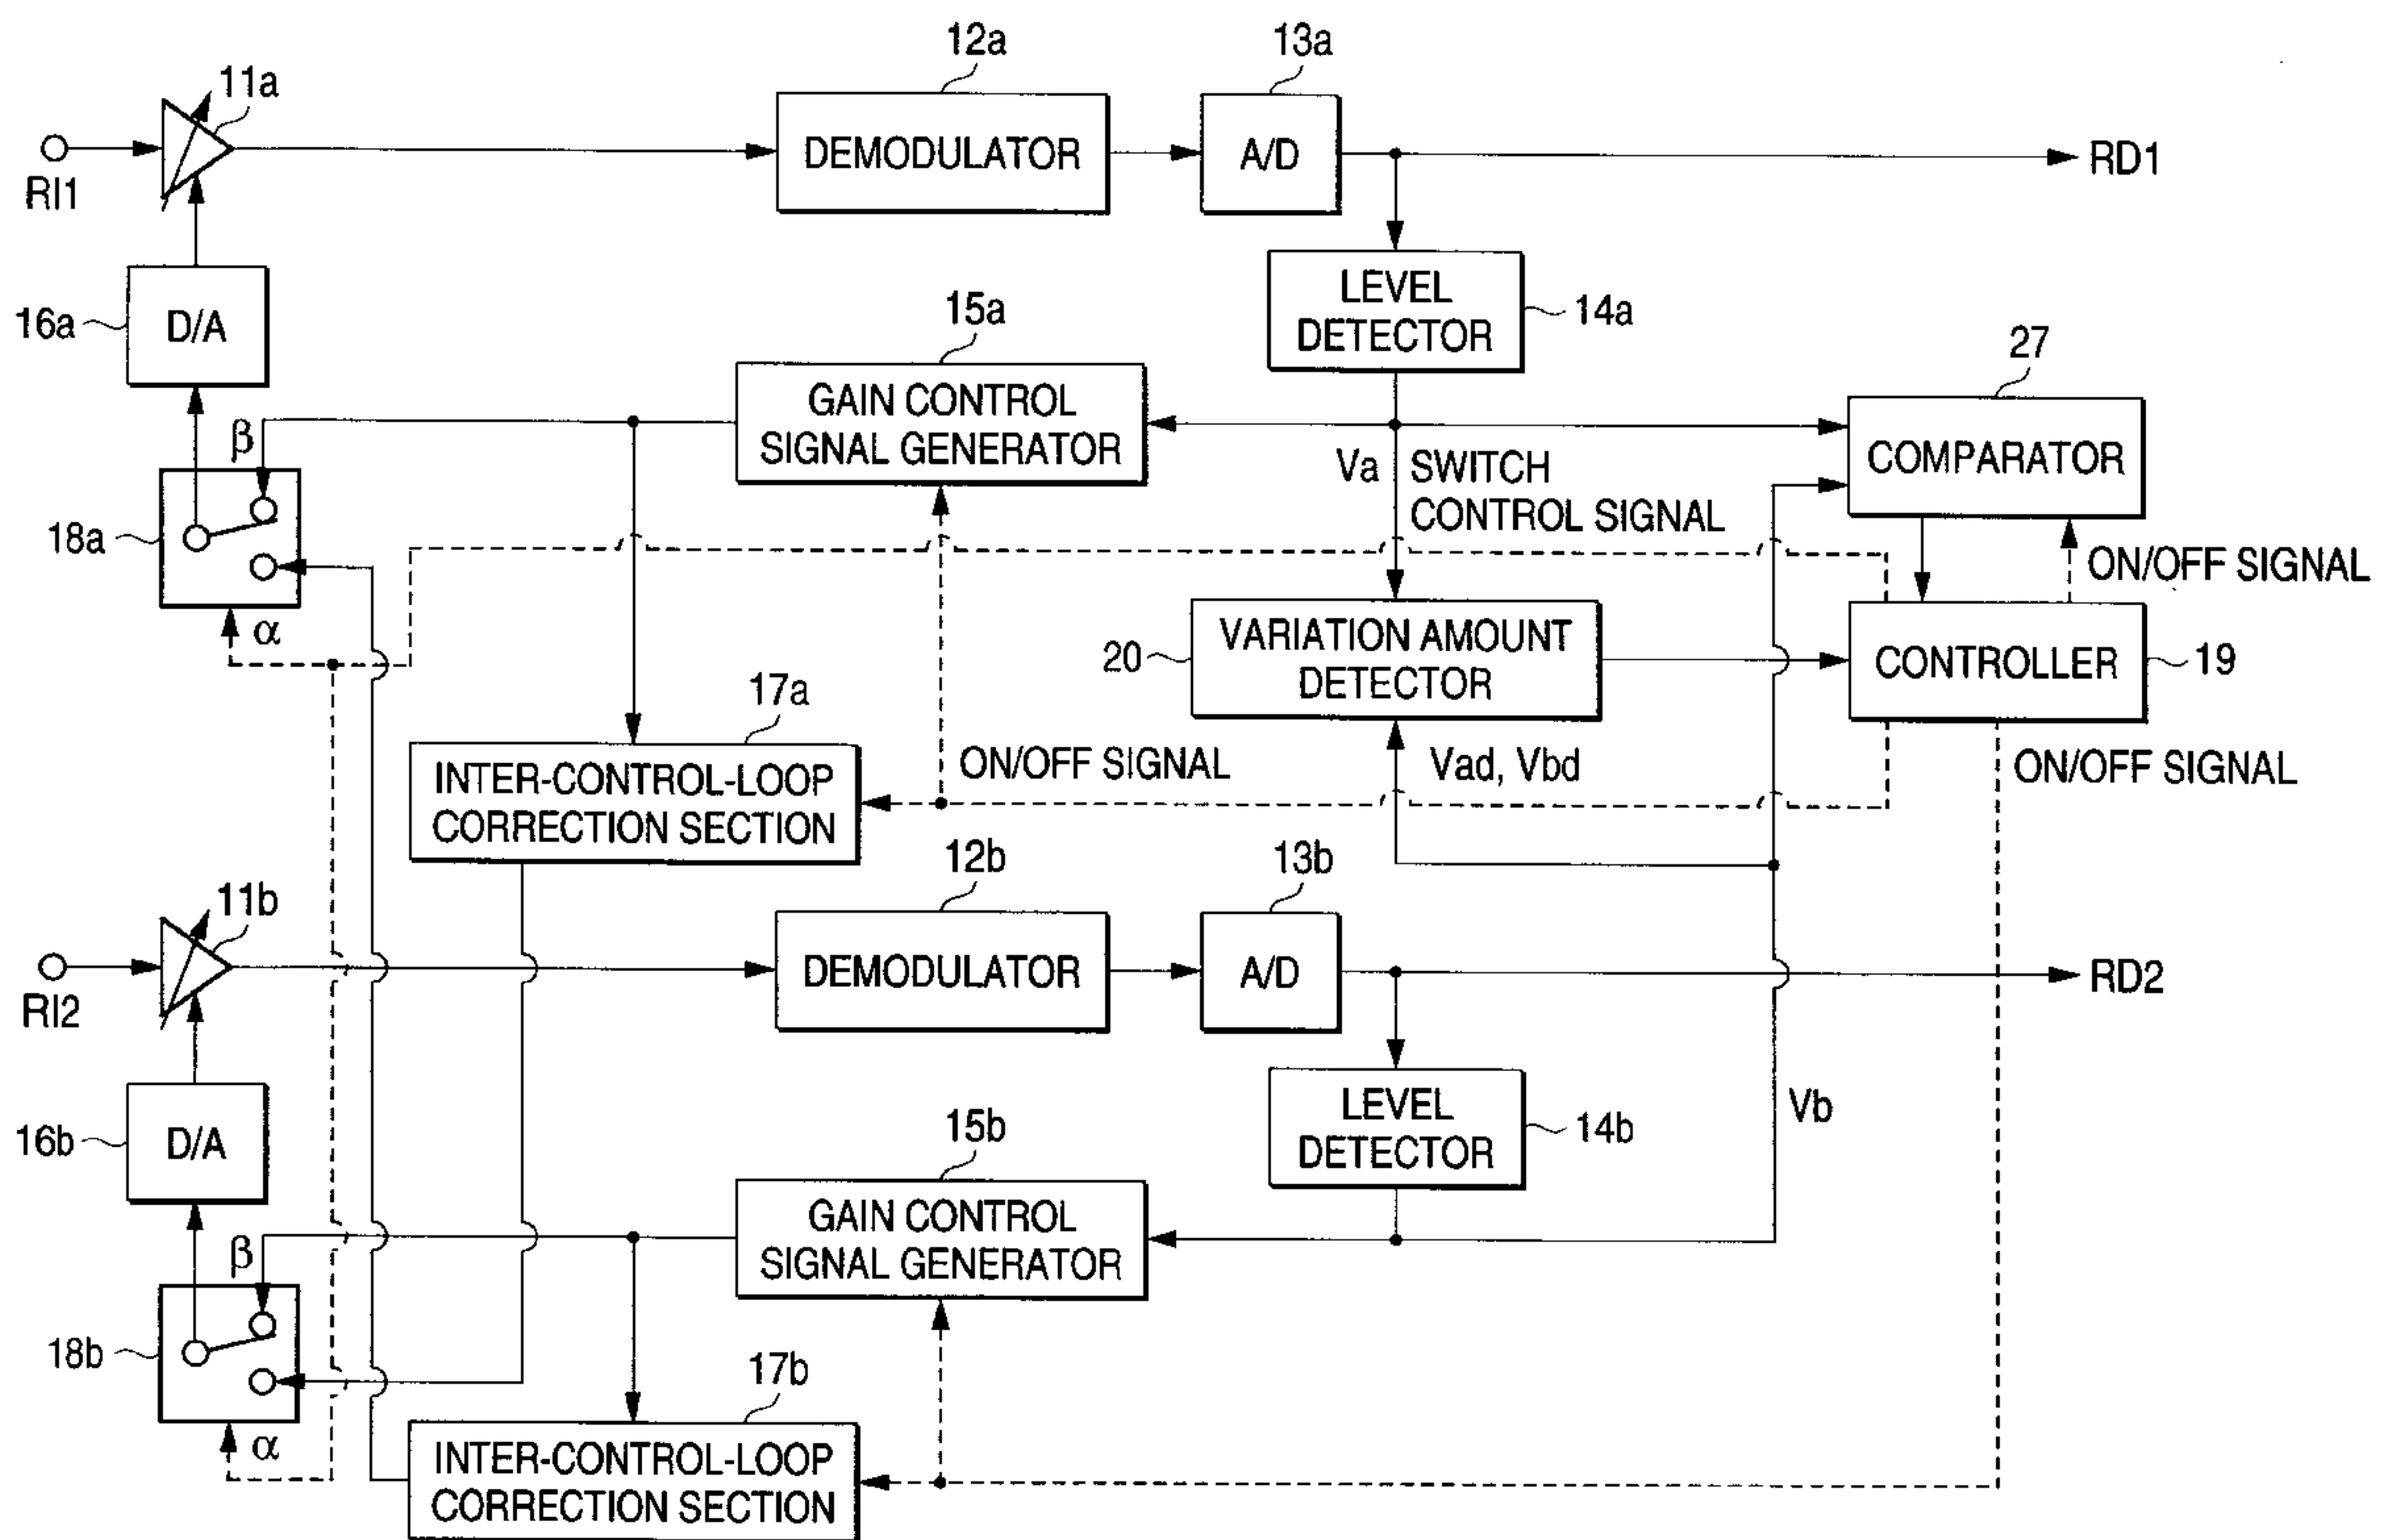 12a
13a
11a
DEMODULATOR
A/D
RD1
RI1
LEVEL
DETECTOR
14a
16a
D/A
15a
27
GAIN CONTROL
SIGNAL GENERATOR
β
COMPARATOR
Va
SWITCH
CONTROL SIGNAL
18a
ON/OFF SIGNAL
α
20
VARIATION AMOUNT
DETECTOR
CONTROLLER
19
17a
INTER-CONTROL-LOOP
CORRECTION SECTION
ON/OFF SIGNAL
Vad, Vbd
ON/OFF SIGNAL
12b
13b
11b
DEMODULATOR
A/D
RD2
RI2
LEVEL
DETECTOR
14b
Vb
16b
D/A
15b
GAIN CONTROL
SIGNAL GENERATOR
β
18b
17b
α
INTER-CONTROL-LOOP
CORRECTION SECTION